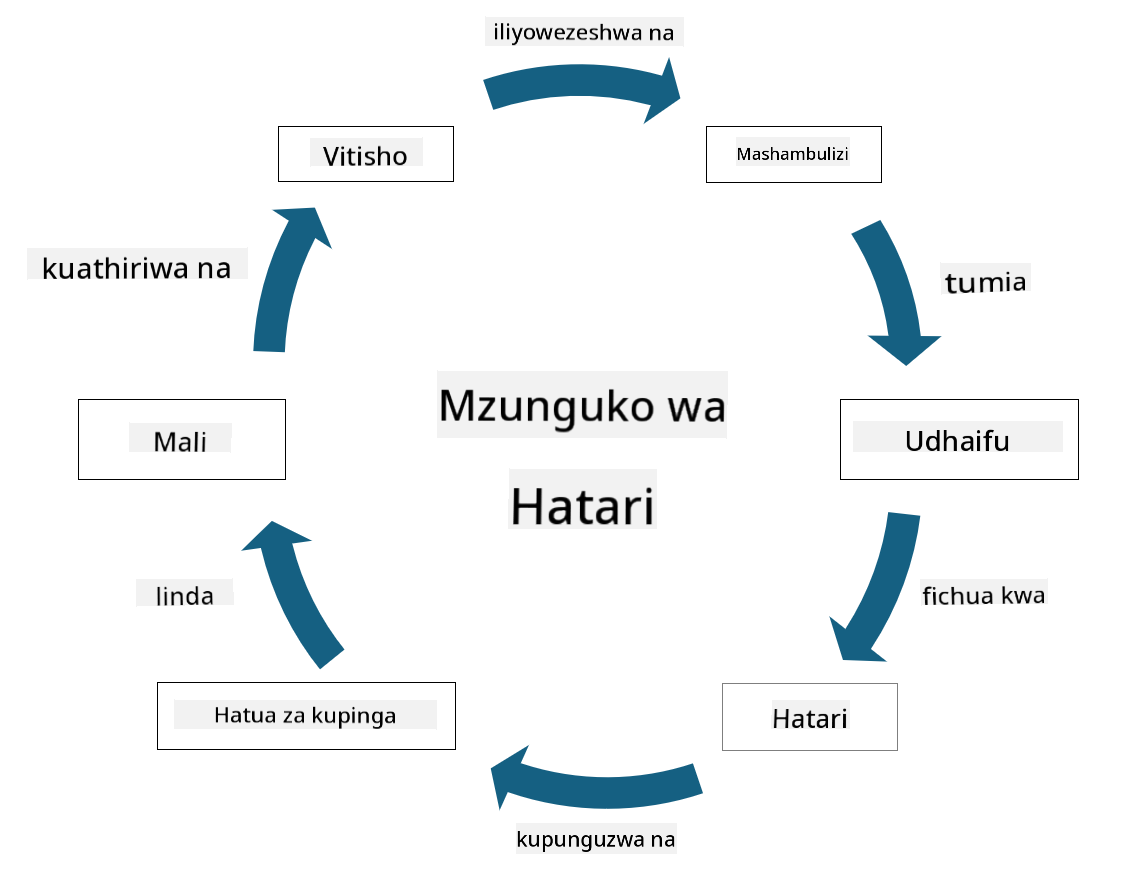 iliyowezeshwa na
Vitisho
Mashambulizi
kuathiriwa na
tumia
Mzunguko wa
Hatari
Mali
Udhaifu
linda
fichua kwa
Hatua za kupinga
Hatari
kupunguzwa na